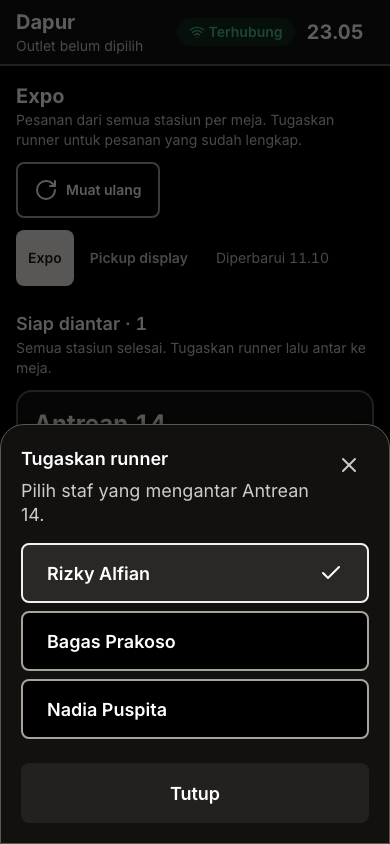 Dapur
Outlet belum dipilih
Terhubung
23.05
Expo
Pesanan dari semua stasiun per meja. Tugaskan
runner untuk pesanan yang sudah lengkap.
Muat ulang
Expo
Pickup display
Diperbarui 11.10
Siap diantar · 1
Semua stasiun selesai. Tugaskan runner lalu antar ke
meja.
Antrean 14
Tugaskan runner
Pilih staf yang mengantar Antrean
14.
Rizky Alfian
Bagas Prakoso
Nadia Puspita
Tutup